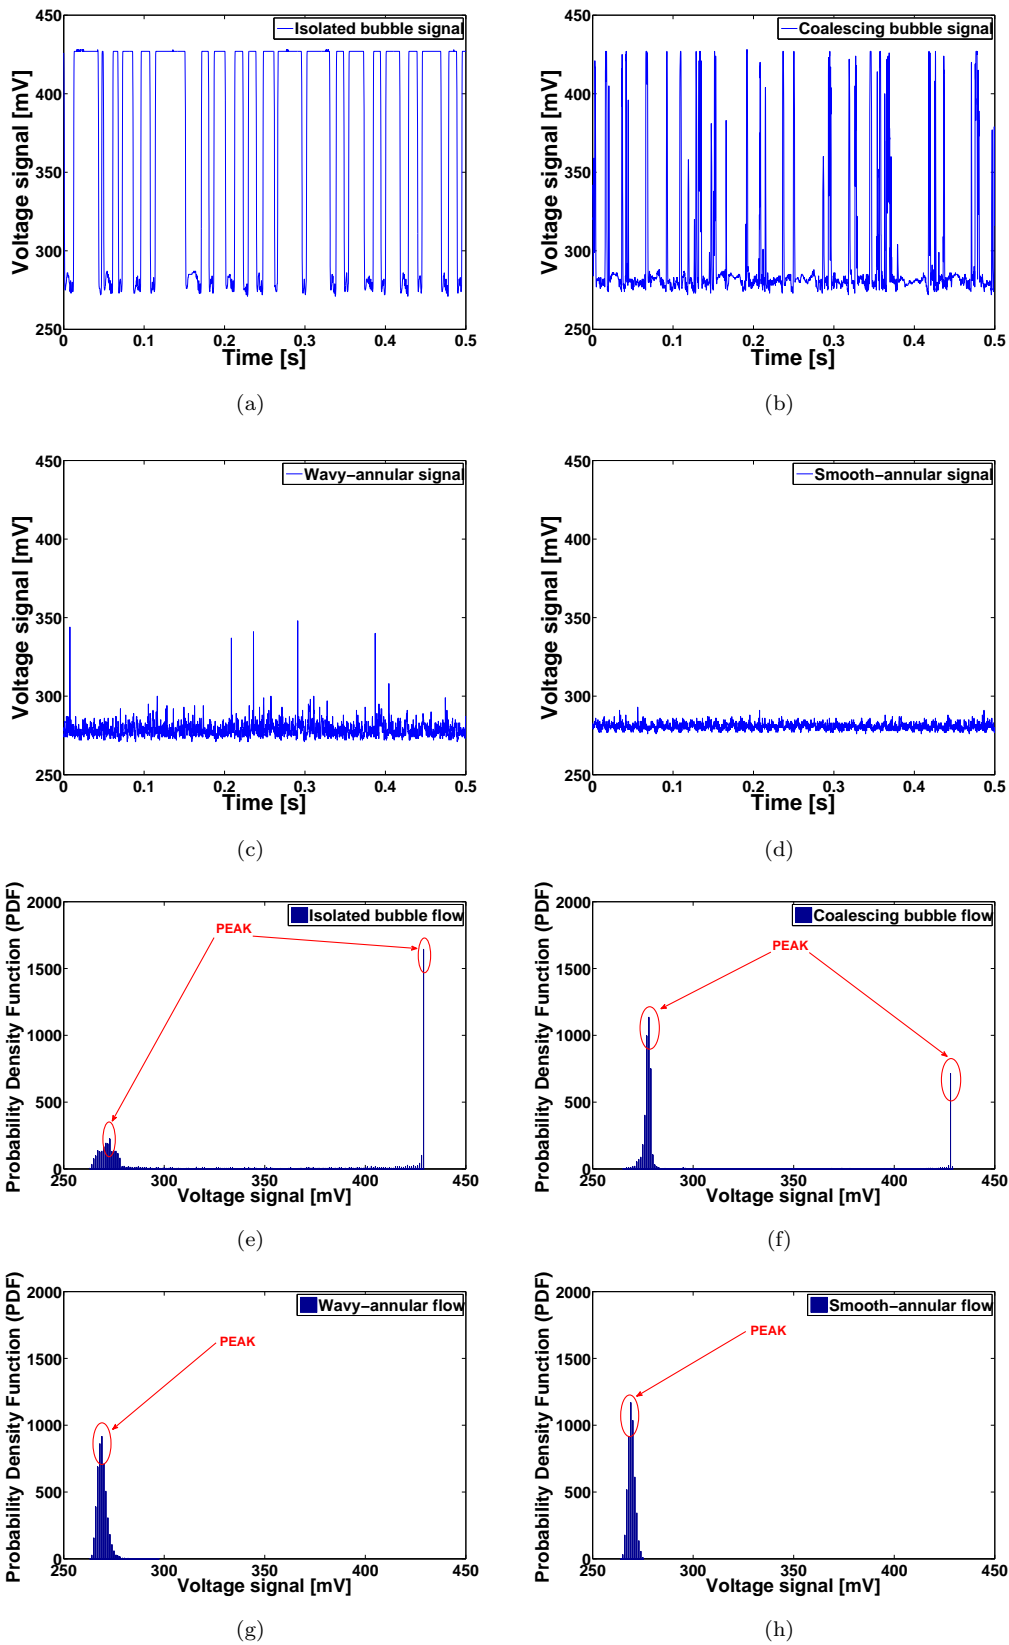 450
400
350
300
250
Voltage signal [mV]
Isolated bubble signal
0 0.1 0.2 0.3 0.4 0.5
Time [s]
(a)
450
400
350
300
250
Voltage signal [mV]
Coalescing bubble signal
0 0.1 0.2 0.3 0.4 0.5
Time [s]
(b)
450
400
350
300
250
Voltage signal [mV]
Wavy-annular signal
0 0.1 0.2 0.3 0.4 0.5
Time [s]
(c)
450
400
350
300
250
Voltage signal [mV]
Smooth-annular signal
0 0.1 0.2 0.3 0.4 0.5
Time [s]
(d)
2000
1500
1000
500
0
Probability Density Function (PDF)
Isolated bubble flow
PEAK
250 300 350 400 450
Voltage signal [mV]
(e)
2000
1500
1000
500
0
Probability Density Function (PDF)
Coalescing bubble flow
PEAK
250 300 350 400 450
Voltage signal [mV]
(f)
2000
1500
1000
500
0
Probability Density Function (PDF)
Wavy-annular flow
PEAK
250 300 350 400 450
Voltage signal [mV]
(g)
2000
1500
1000
500
0
Probability Density Function (PDF)
Smooth-annular flow
PEAK
250 300 350 400 450
Voltage signal [mV]
(h)